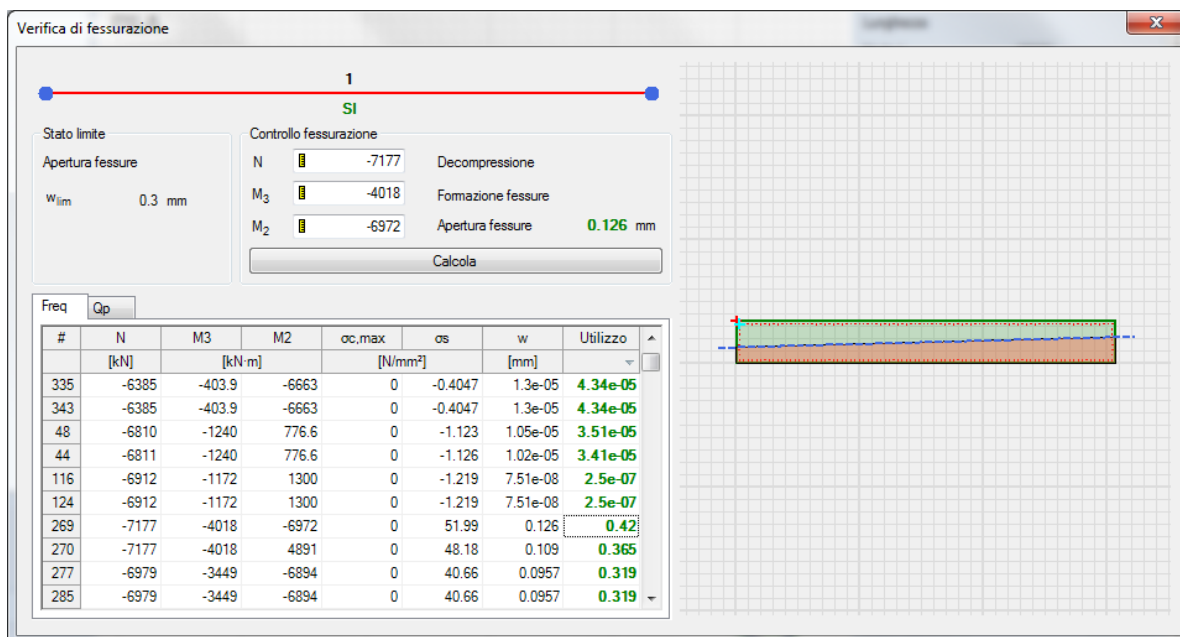 Verifica di fessurazione
1
SI
Stato limite
Apertura fessure
wlim 0.3 mm
Controllo fessurazione
N -7177 Decompressione
M3 -4018 Formazione fessure
M2 -6972 Apertura fessure 0.126 mm
Calcola
Freq Qp
# N M3 M2 σc,max σs w Utilizzo
[kN] [kN·m] [N/mm²] [mm]
335 -6385 -403.9 -6663 0 -0.4047 1.3e-05 4.34e-05
343 -6385 -403.9 -6663 0 -0.4047 1.3e-05 4.34e-05
48 -6810 -1240 776.6 0 -1.123 1.05e-05 3.51e-05
44 -6811 -1240 776.6 0 -1.126 1.02e-05 3.41e-05
116 -6912 -1172 1300 0 -1.219 7.51e-08 2.5e-07
124 -6912 -1172 1300 0 -1.219 7.51e-08 2.5e-07
269 -7177 -4018 -6972 0 51.99 0.126 0.42
270 -7177 -4018 4891 0 48.18 0.109 0.365
277 -6979 -3449 -6894 0 40.66 0.0957 0.319
285 -6979 -3449 -6894 0 40.66 0.0957 0.319